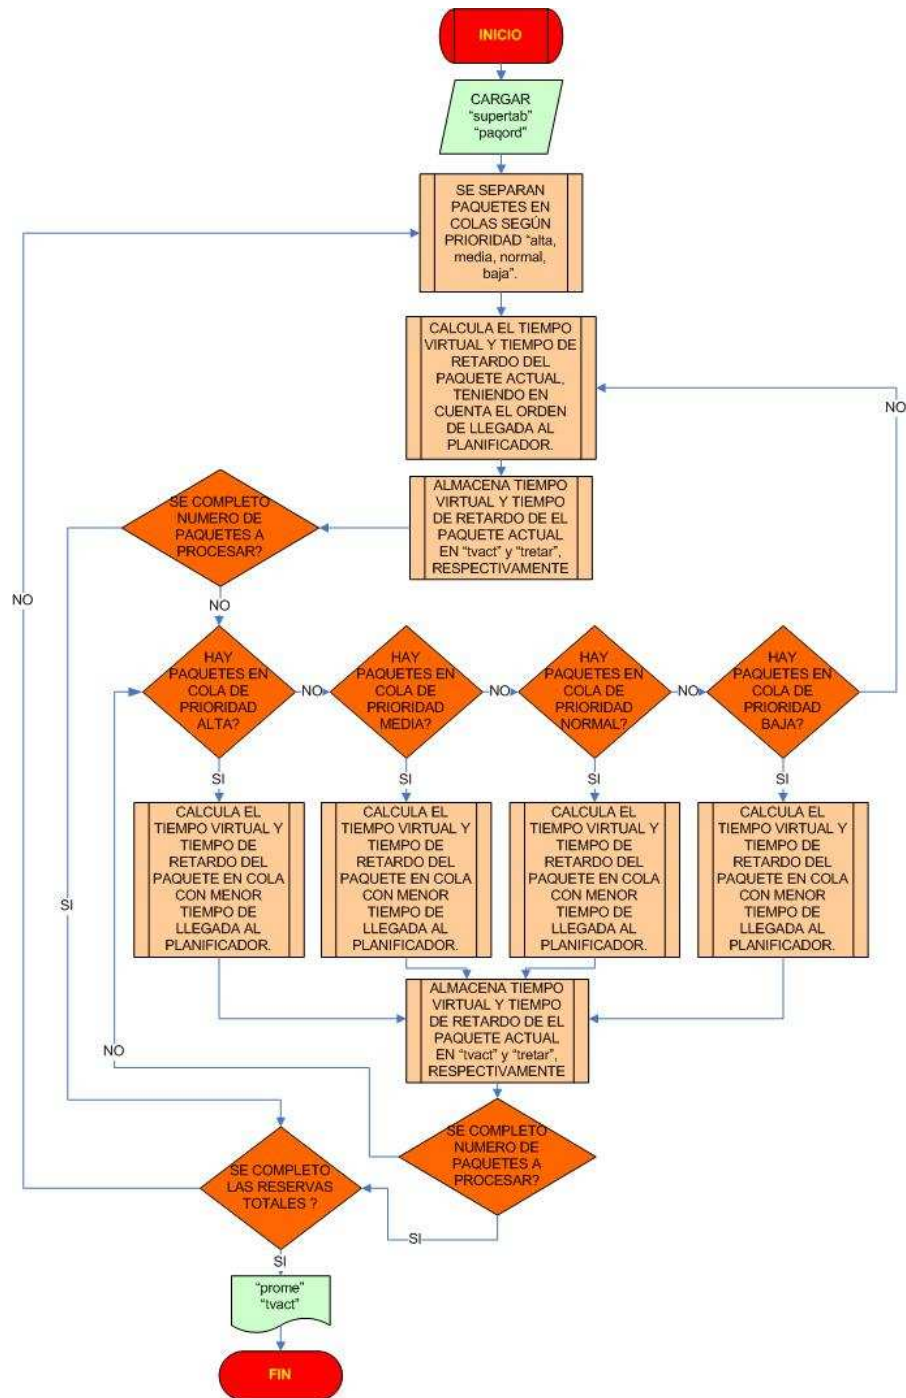 INICIO
CARGAR
“supertab”
“paqord”
SE SEPARAN
PAQUETES EN
COLAS SEGÚN
PRIORIDAD “alta,
media, normal,
baja”.
CALCULA EL TIEMPO
VIRTUAL Y TIEMPO DE
RETARDO DEL
PAQUETE ACTUAL,
TENIENDO EN
CUENTA EL ORDEN
DE LLEGADA AL
PLANIFICADOR.
NO
ALMACENA TIEMPO
VIRTUAL Y TIEMPO
DE RETARDO DE EL
PAQUETE ACTUAL
EN “tvact” y “tretar”,
RESPECTIVAMENTE
SE COMPLETO
NUMERO DE
PAQUETES A
PROCESAR?
NO
NO
HAY
PAQUETES EN
COLA DE
PRIORIDAD
ALTA?
NO
HAY
PAQUETES EN
COLA DE
PRIORIDAD
MEDIA?
NO
HAY
PAQUETES EN
COLA DE
PRIORIDAD
NORMAL?
NO
HAY
PAQUETES EN
COLA DE
PRIORIDAD
BAJA?
SI
SI
SI
SI
CALCULA EL
TIEMPO VIRTUAL Y
TIEMPO DE
RETARDO DEL
PAQUETE EN COLA
CON MENOR
TIEMPO DE
LLEGADA AL
PLANIFICADOR.
CALCULA EL
TIEMPO VIRTUAL Y
TIEMPO DE
RETARDO DEL
PAQUETE EN COLA
CON MENOR
TIEMPO DE
LLEGADA AL
PLANIFICADOR.
CALCULA EL
TIEMPO VIRTUAL Y
TIEMPO DE
RETARDO DEL
PAQUETE EN COLA
CON MENOR
TIEMPO DE
LLEGADA AL
PLANIFICADOR.
CALCULA EL
TIEMPO VIRTUAL Y
TIEMPO DE
RETARDO DEL
PAQUETE EN COLA
CON MENOR
TIEMPO DE
LLEGADA AL
PLANIFICADOR.
SI
ALMACENA TIEMPO
VIRTUAL Y TIEMPO
DE RETARDO DE EL
PAQUETE ACTUAL
EN “tvact” y “tretar”,
RESPECTIVAMENTE
NO
SE COMPLETO
NUMERO DE
PAQUETES A
PROCESAR?
SE COMPLETO
LAS RESERVAS
TOTALES ?
SI
SI
“prome”
“tvact”
FIN